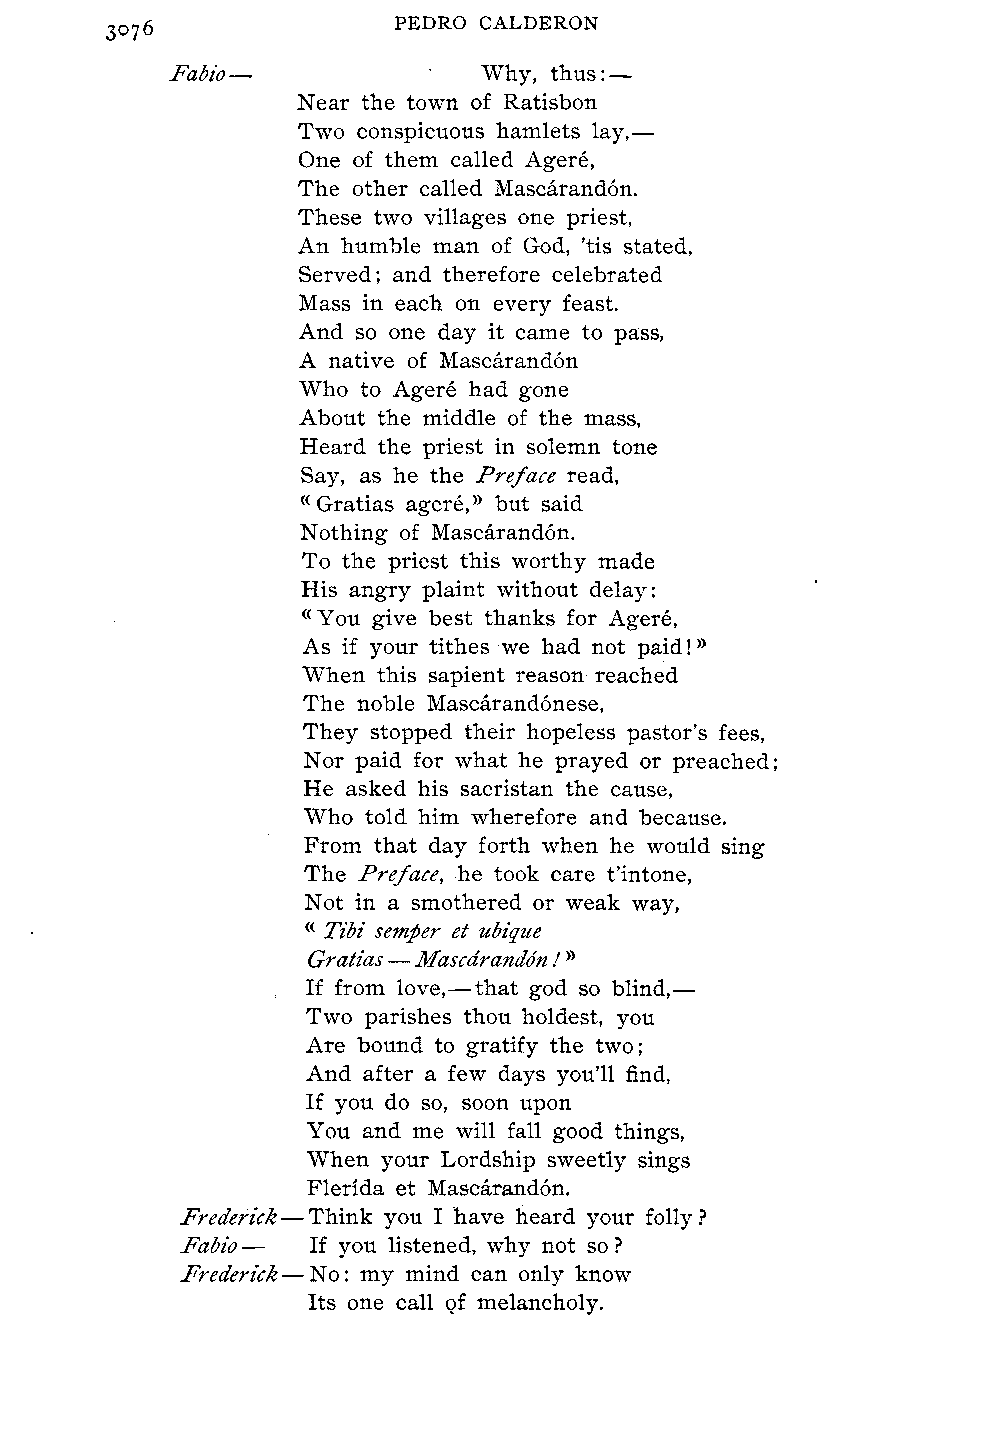 3076 PEDRO CALDERON
Fabio— Why, thus:—
Near the town of Ratisbon
Two conspicuous hamlets lay,—
One of them called Ageré,
The other called Mascárandón.
These two villages one priest,
An humble man of God, 'tis stated,
Served; and therefore celebrated
Mass in each on every feast.
And so one day it came to pass,
A native of Mascárandón
Who to Ageré had gone
About the middle of the mass,
Heard the priest in solemn tone
Say, as he the Preface read,
«Gratias ageré,» but said
Nothing of Mascárandón.
To the priest this worthy made
His angry plaint without delay:
«You give best thanks for Ageré,
As if your tithes we had not paid!»
When this sapient reason reached
The noble Mascárandónese,
They stopped their hopeless pastor's fees,
Nor paid for what he prayed or preached;
He asked his sacristan the cause,
Who told him wherefore and because.
From that day forth when he would sing
The Preface, he took care t'intone,
Not in a smothered or weak way,
«Tibi semper et ubique
Gratias—Mascárandón!»
If from love,—that god so blind,—
Two parishes thou holdest, you
Are bound to gratify the two;
And after a few days you'll find,
If you do so, soon upon
You and me will fall good things,
When your Lordship sweetly sings
Flerída et Mascárandón.
Frederick—Think you I have heard your folly?
Fabio— If you listened, why not so?
Frederick—No: my mind can only know
Its one call of melancholy.